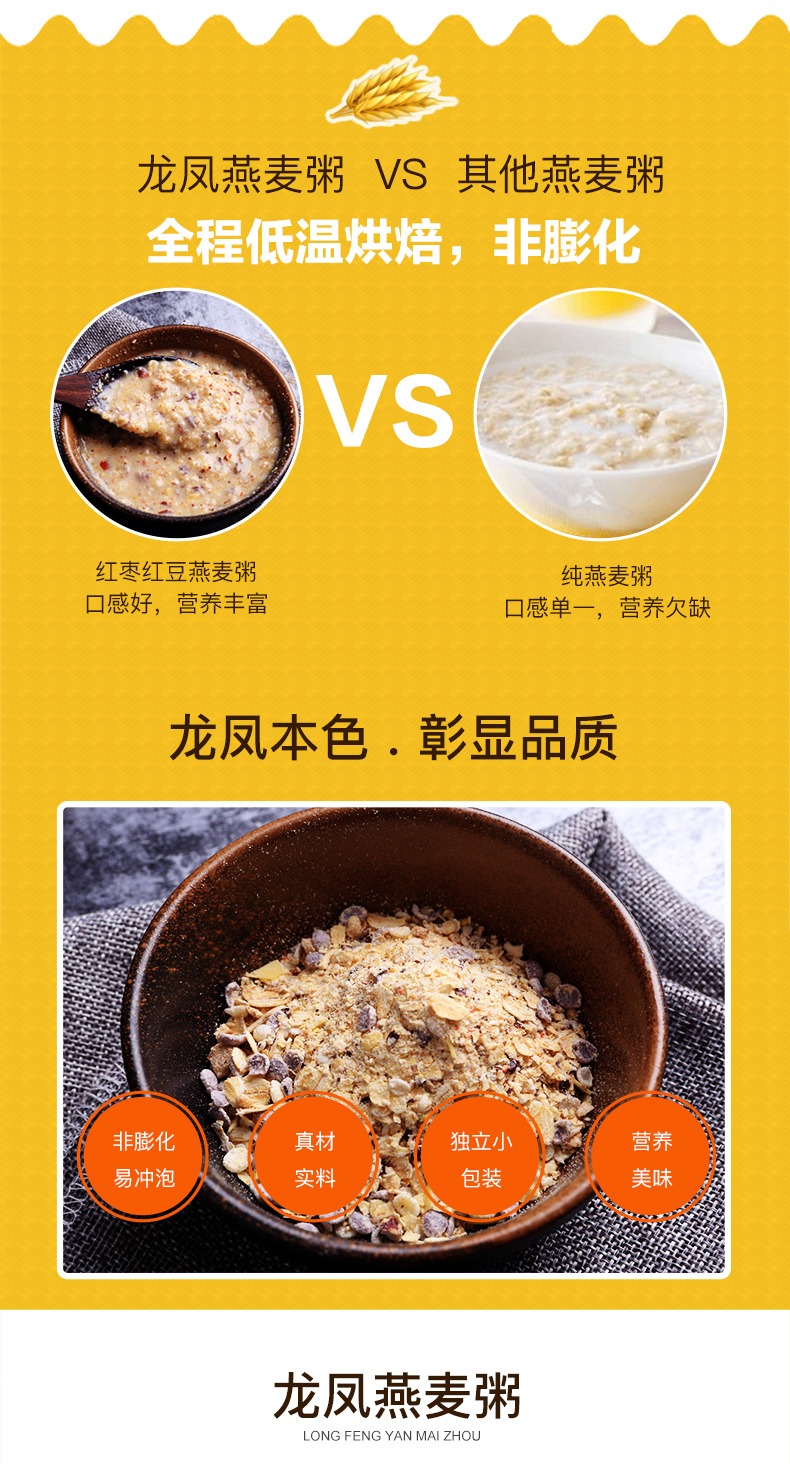 龙凤燕麦粥 VS 其他燕麦粥
全程低温烘焙，非膨化
VS
红枣红豆燕麦粥
口感好，营养丰富
纯燕麦粥
口感单一，营养欠缺
龙凤本色 . 彰显品质
非膨化
易冲泡
真材
实料
独立小
包装
营养
美味
龙凤燕麦粥
LONG FENG YAN MAI ZHOU